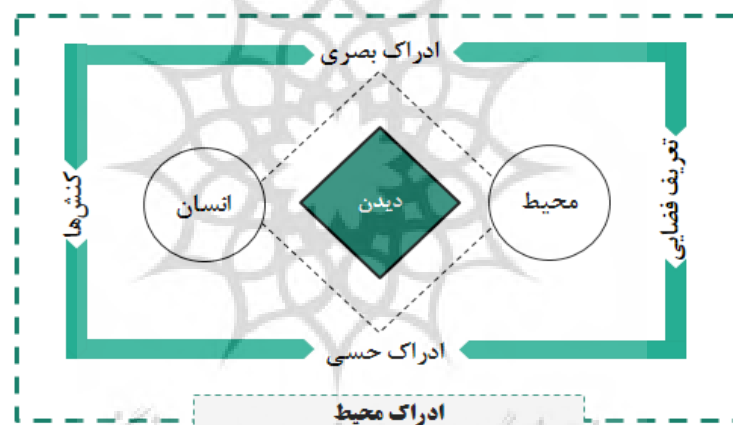 ادراک بصری
محیط
دیدن
انسان
تعریف فضایی
کنش‌ها
ادراک حسی
ادراک محیط